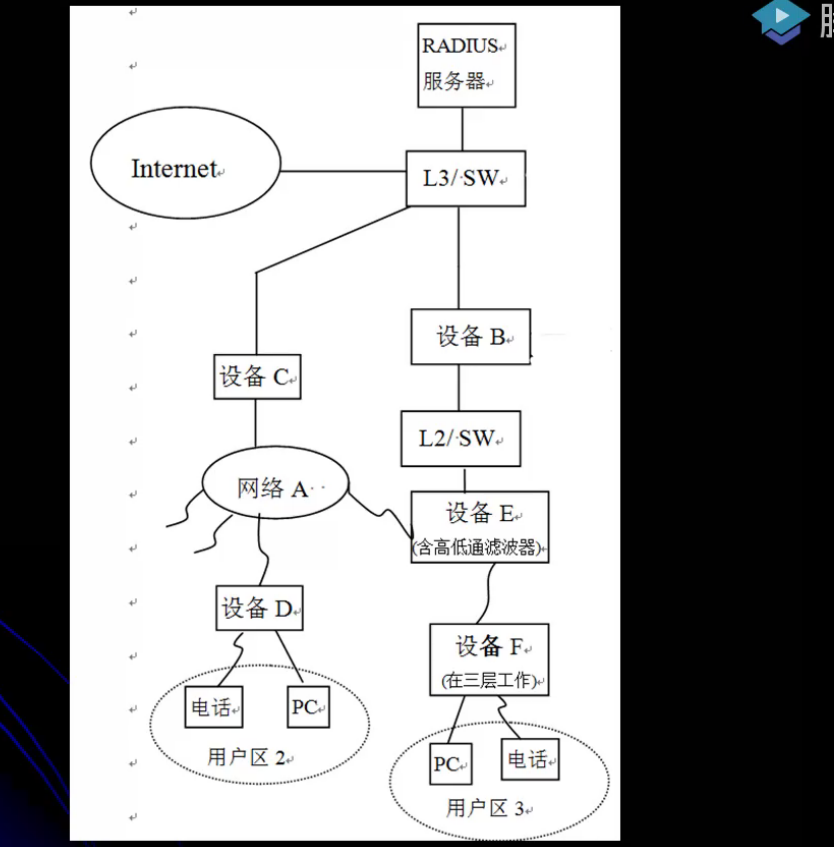 RADIUS
服务器
Internet
L3/ SW
设备 B
设备 C
L2/ SW
网络 A
设备 E
(含高低通滤波器)
设备 D
设备 F
(在三层工作)
电话
PC
用户区 2
PC
电话
用户区 3